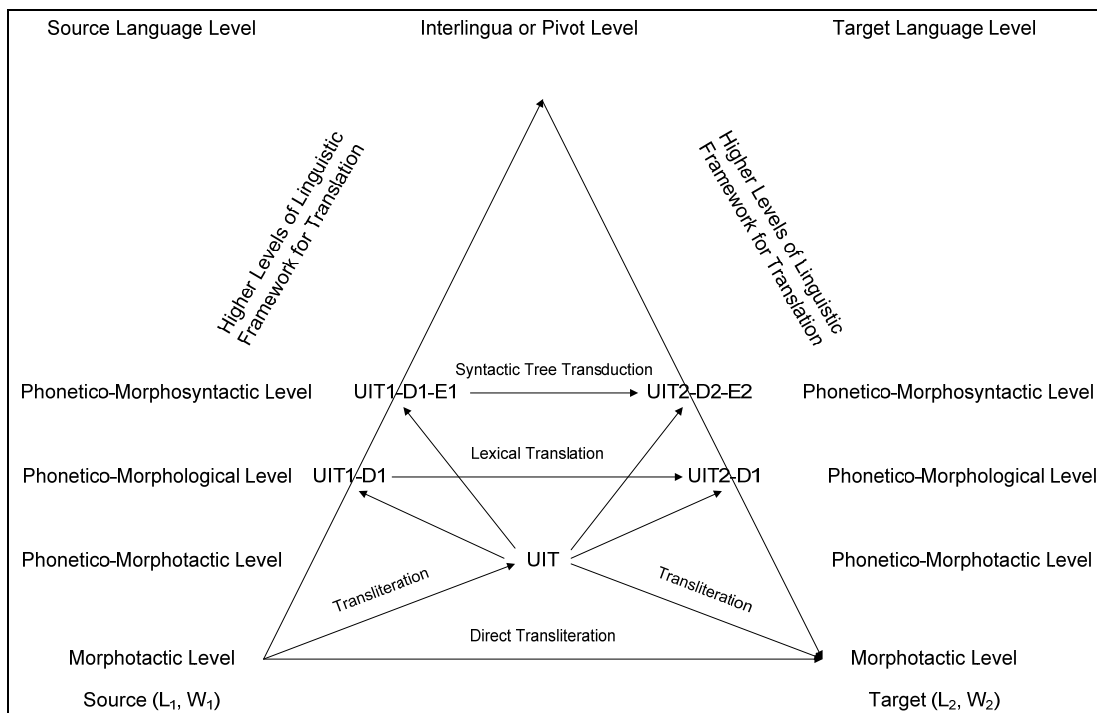 Source Language Level
Interlingua or Pivot Level
Target Language Level
Higher Levels of Linguistic
Framework for Translation
Higher Levels of Linguistic
Framework for Translation
Syntactic Tree Transduction
Phonetico-Morphosyntactic Level
UIT1-D1-E1
UIT2-D2-E2
Phonetico-Morphosyntactic Level
Lexical Translation
Phonetico-Morphological Level
UIT1-D1
UIT2-D1
Phonetico-Morphological Level
Phonetico-Morphotactic Level
UIT
Phonetico-Morphotactic Level
Transliteration
Transliteration
Direct Transliteration
Morphotactic Level
Morphotactic Level
Source (L₁, W₁)
Target (L₂, W₂)